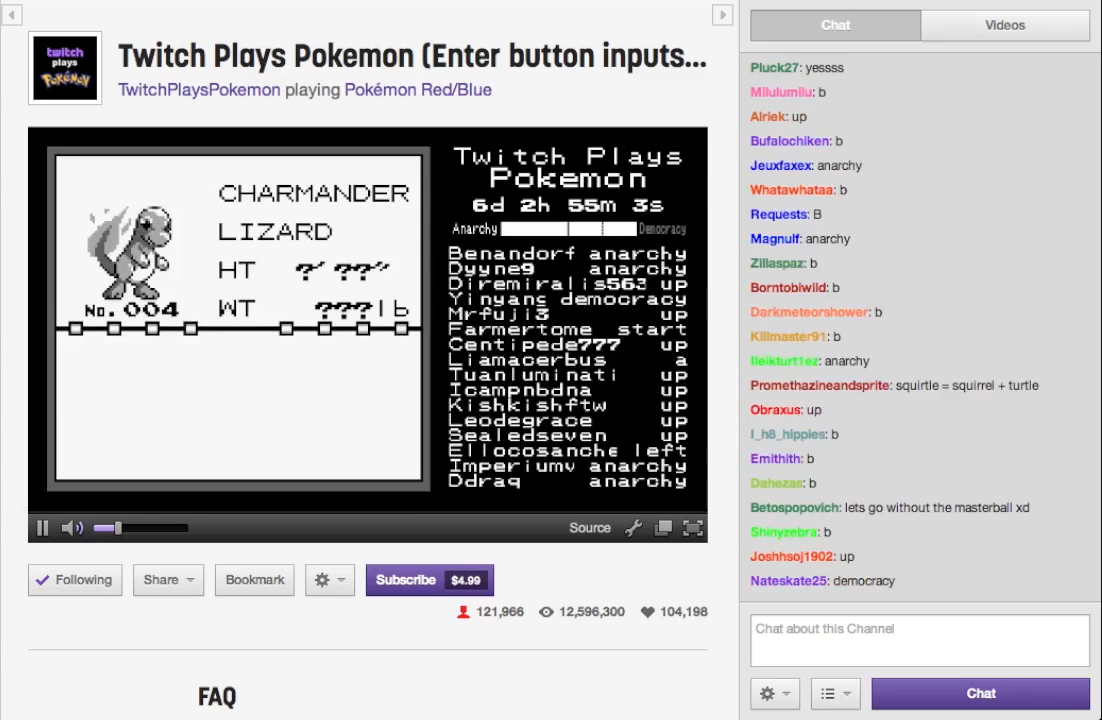 twitch
plays
POKéMON
Twitch Plays Pokemon (Enter button inputs...
TwitchPlaysPokemon playing Pokémon Red/Blue
CHARMANDER
LIZARD
HT ?′ ??″
No.004 WT ???lb
Twitch Plays
Pokemon
6d 2h 55m 3s
Anarchy Democracy
Benandorf anarchy
Dyyne9 anarchy
Diremiralis563 up
Yinyang democracy
Mrfuji3 up
Farmertome start
Centipede777 up
Liamacerbus a
Tuanluminati up
Icampnbdna up
Kishkishftw up
Leodegrace up
Sealedseven up
Ellocosanche left
Imperiumv anarchy
Ddraq anarchy
Source
Following Share Bookmark Subscribe $4.99
121,966 12,596,300 104,198
FAQ
Chat Videos
Pluck27: yessss
Milulumilu: b
Alriek: up
Bufalochiken: b
Jeuxfaxex: anarchy
Whatawhataa: b
Requests: B
Magnulf: anarchy
Zillaspaz: b
Borntobiwild: b
Darkmeteorshower: b
Killmaster91: b
Ileikturt1ez: anarchy
Promethazineandsprite: squirtle = squirrel + turtle
Obraxus: up
I_h8_hippies: b
Emithith: b
Dahezas: b
Betospopovich: lets go without the masterball xd
Shinyzebra: b
Joshhsoj1902: up
Nateskate25: democracy
Chat about this Channel
Chat